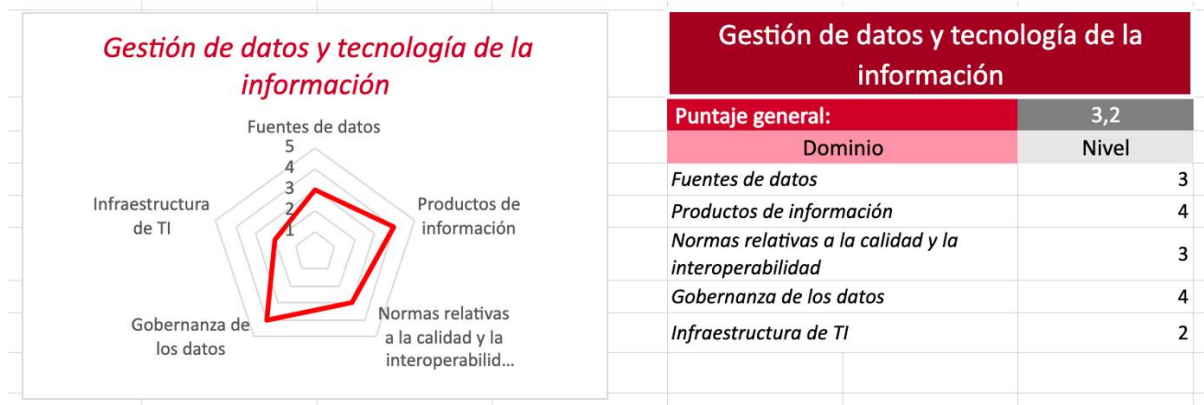 Gestión de datos y tecnología de la
información
Fuentes de datos
5
4
3
2
1
Infraestructura
de TI
Productos de
información
Gobernanza de
los datos
Normas relativas
a la calidad y la
interoperabilid...
Gestión de datos y tecnología de la
información
Puntaje general: 3,2
Dominio Nivel
Fuentes de datos 3
Productos de información 4
Normas relativas a la calidad y la
interoperabilidad 3
Gobernanza de los datos 4
Infraestructura de TI 2